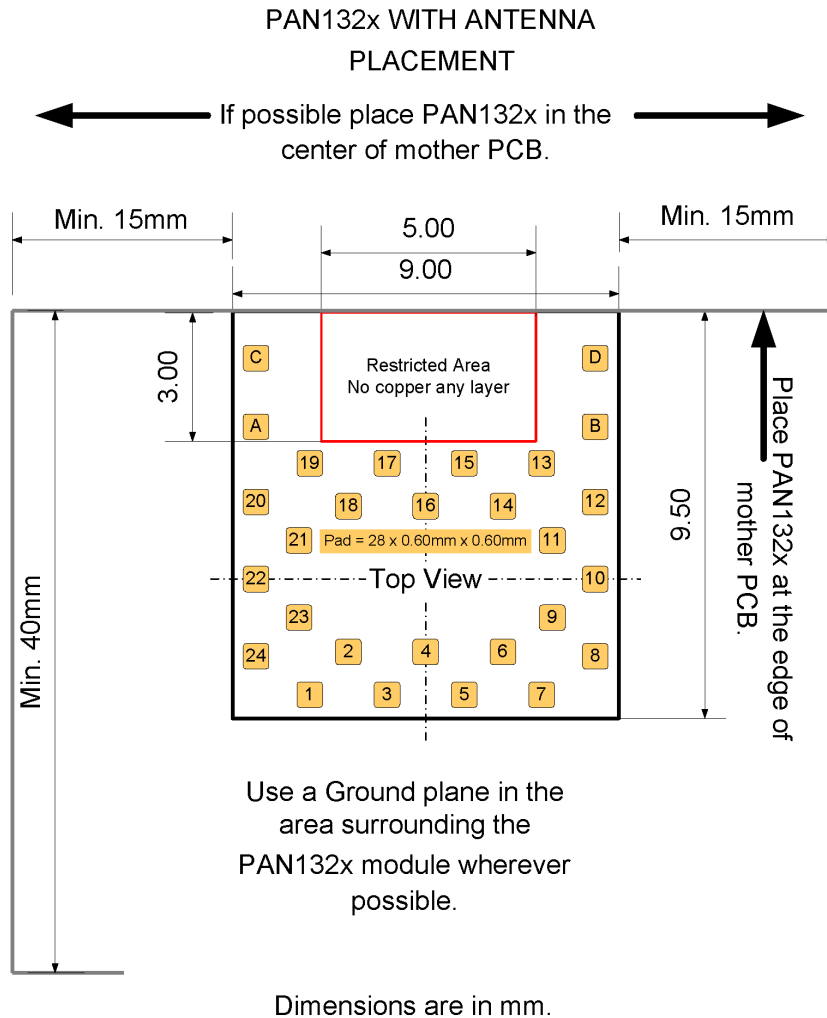 PAN132x WITH ANTENNA
PLACEMENT
If possible place PAN132x in the
center of mother PCB.
Min. 15mm
Min. 15mm
5.00
9.00
3.00
Restricted Area
No copper any layer
C
D
A
B
19
17
15
13
20
18
16
14
12
21
Pad = 28 x 0.60mm x 0.60mm
11
22
Top View
10
23
9
24
2
4
6
8
1
3
5
7
9.50
Place PAN132x at the edge of
mother PCB.
Min. 40mm
Use a Ground plane in the
area surrounding the
PAN132x module wherever
possible.
Dimensions are in mm.